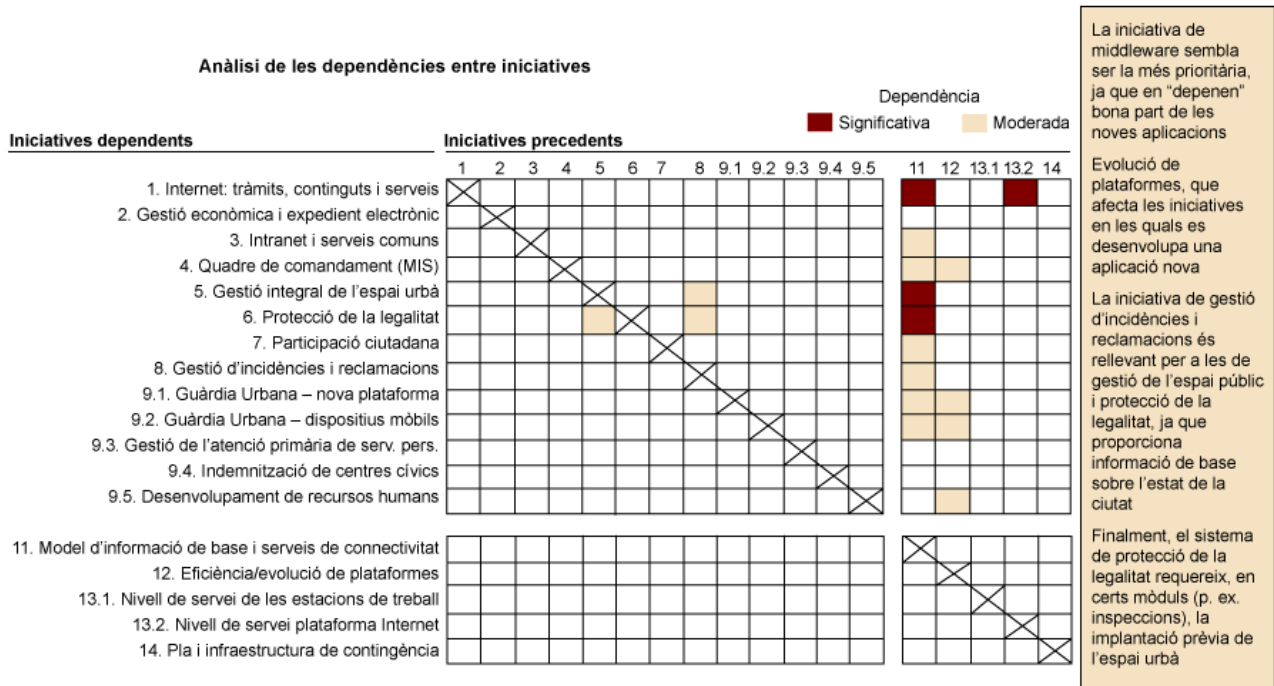 Anàlisi de les dependències entre iniciatives
Dependència
Significativa
Moderada
Iniciatives dependents
Iniciatives precedents
1 2 3 4 5 6 7 8 9.1 9.2 9.3 9.4 9.5 11 12 13.1 13.2 14
1. Internet: tràmits, continguts i serveis
2. Gestió econòmica i expedient electrònic
3. Intranet i serveis comuns
4. Quadre de comandament (MIS)
5. Gestió integral de l’espai urbà
6. Protecció de la legalitat
7. Participació ciutadana
8. Gestió d’incidències i reclamacions
9.1. Guàrdia Urbana – nova plataforma
9.2. Guàrdia Urbana – dispositius mòbils
9.3. Gestió de l’atenció primària de serv. pers.
9.4. Indemnització de centres cívics
9.5. Desenvolupament de recursos humans
11. Model d’informació de base i serveis de connectivitat
12. Eficiència/evolució de plataformes
13.1. Nivell de servei de les estacions de treball
13.2. Nivell de servei plataforma Internet
14. Pla i infraestructura de contingència
La iniciativa de
middleware sembla
ser la més prioritària,
ja que en “depenen”
bona part de les
noves aplicacions
Evolució de
plataformes, que
afecta les iniciatives
en les quals es
desenvolupa una
aplicació nova
La iniciativa de gestió
d’incidències i
reclamacions és
rellevant per a les de
gestió de l’espai públic
i protecció de la
legalitat, ja que
proporciona
informació de base
sobre l’estat de la
ciutat
Finalment, el sistema
de protecció de la
legalitat requereix, en
certs mòduls (p. ex.
inspeccions), la
implantació prèvia de
l’espai urbà